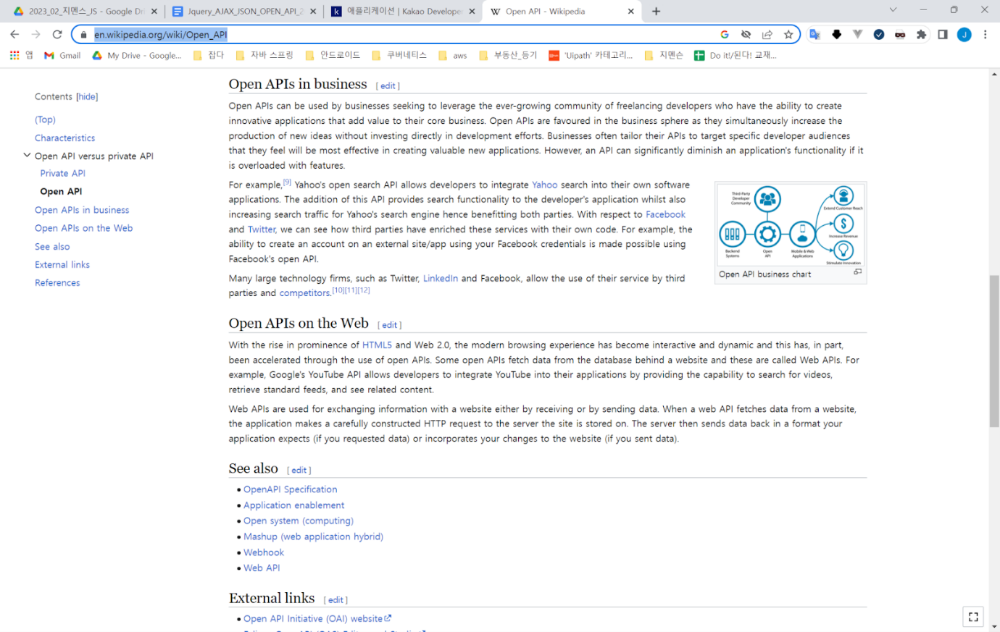 2023_02_지멘스_JS - Google Dri
Jquery_AJAX_JSON_OPEN_API_2
애플리케이션 | Kakao Develope
Open API - Wikipedia
en.wikipedia.org/wiki/Open_API
앱
Gmail
My Drive - Google...
잡다
자바 스프링
안드로이드
쿠버네티스
aws
부동산_등기
'Uipath' 카테고리...
지멘슨
Do it!/된다! 교재...
Contents [hide]
(Top)
Characteristics
Open API versus private API
Private API
Open API
Open APIs in business
Open APIs on the Web
See also
External links
References
Open APIs in business [ edit ]
Open APIs can be used by businesses seeking to leverage the ever-growing community of freelancing developers who have the ability to create
innovative applications that add value to their core business. Open APIs are favoured in the business sphere as they simultaneously increase the
production of new ideas without investing directly in development efforts. Businesses often tailor their APIs to target specific developer audiences
that they feel will be most effective in creating valuable new applications. However, an API can significantly diminish an application's functionality if it
is overloaded with features.
For example,[9] Yahoo's open search API allows developers to integrate Yahoo search into their own software
applications. The addition of this API provides search functionality to the developer's application whilst also
increasing search traffic for Yahoo's search engine hence benefitting both parties. With respect to Facebook
and Twitter, we can see how third parties have enriched these services with their own code. For example, the
ability to create an account on an external site/app using your Facebook credentials is made possible using
Facebook's open API.
Many large technology firms, such as Twitter, LinkedIn and Facebook, allow the use of their service by third
parties and competitors.[10][11][12]
Third-Party
Developer
Community
Extend Customer Reach
Increase Revenue
Backend
Systems
Open
API
Mobile & Web
Applications
Stimulate Innovation
Open API business chart
Open APIs on the Web [ edit ]
With the rise in prominence of HTML5 and Web 2.0, the modern browsing experience has become interactive and dynamic and this has, in part,
been accelerated through the use of open APIs. Some open APIs fetch data from the database behind a website and these are called Web APIs. For
example, Google's YouTube API allows developers to integrate YouTube into their applications by providing the capability to search for videos,
retrieve standard feeds, and see related content.
Web APIs are used for exchanging information with a website either by receiving or by sending data. When a web API fetches data from a website,
the application makes a carefully constructed HTTP request to the server the site is stored on. The server then sends data back in a format your
application expects (if you requested data) or incorporates your changes to the website (if you sent data).
See also [ edit ]
OpenAPI Specification
Application enablement
Open system (computing)
Mashup (web application hybrid)
Webhook
Web API
External links [ edit ]
Open API Initiative (OAI) website